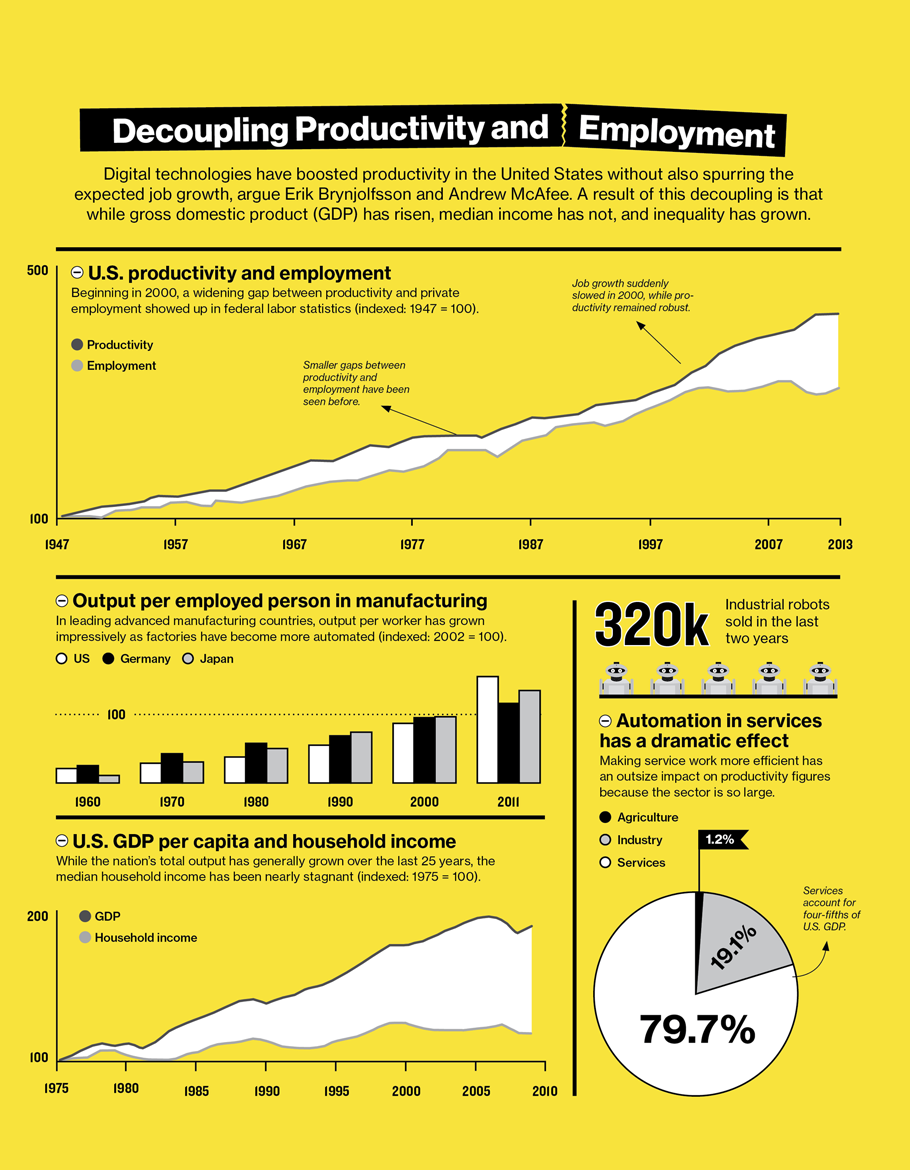 Decoupling Productivity and Employment
Digital technologies have boosted productivity in the United States without also spurring the
expected job growth, argue Erik Brynjolfsson and Andrew McAfee. A result of this decoupling is that
while gross domestic product (GDP) has risen, median income has not, and inequality has grown.
500
U.S. productivity and employment
Beginning in 2000, a widening gap between productivity and private
employment showed up in federal labor statistics (indexed: 1947 = 100).
Productivity
Employment
Smaller gaps between
productivity and
employment have been
seen before.
Job growth suddenly
slowed in 2000, while pro-
ductivity remained robust.
100
1947 1957 1967 1977 1987 1997 2007 2013
Output per employed person in manufacturing
In leading advanced manufacturing countries, output per worker has grown
impressively as factories have become more automated (indexed: 2002 = 100).
US Germany Japan
100
1960 1970 1980 1990 2000 2011
U.S. GDP per capita and household income
While the nation's total output has generally grown over the last 25 years, the
median household income has been nearly stagnant (indexed: 1975 = 100).
200
GDP
Household income
100
1975 1980 1985 1990 1995 2000 2005 2010
320k
Industrial robots
sold in the last
two years
Automation in services
has a dramatic effect
Making service work more efficient has
an outsize impact on productivity figures
because the sector is so large.
Agriculture
Industry
Services
1.2%
19.1%
79.7%
Services
account for
four-fifths of
U.S. GDP.